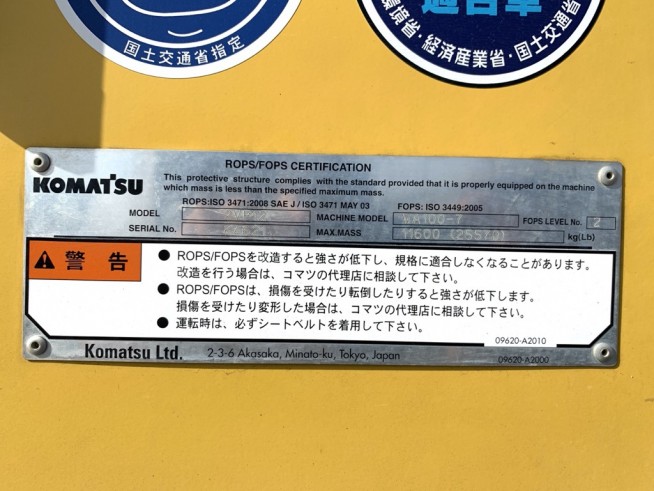 国土交通省指定
適合車
環境省・経済産業省・国土交通省
ROPS/FOPS CERTIFICATION
KOMATSU
This protective structure complies with the standard provided that it is properly equipped on the machine
which mass is less than the specified maximum mass.
ROPS:ISO 3471:2008 SAE J / ISO 3471 MAY 03 FOPS: ISO 3449:2005
MODEL MACHINE MODEL WA100-7 FOPS LEVEL No. 2
SERIAL No. MAX.MASS 11600 (25570) kg(Lb)
警告
● ROPS/FOPSを改造すると強さが低下し、規格に適合しなくなることがあります。
改造を行う場合は、コマツの代理店に相談して下さい。
● ROPS/FOPSは、損傷を受けたり転倒したりすると強さが低下します。
損傷を受けたり変形した場合は、コマツの代理店に相談して下さい。
● 運転時は、必ずシートベルトを着用して下さい。
09620-A2010
Komatsu Ltd. 2-3-6 Akasaka, Minato-ku, Tokyo, Japan
09620-A2000